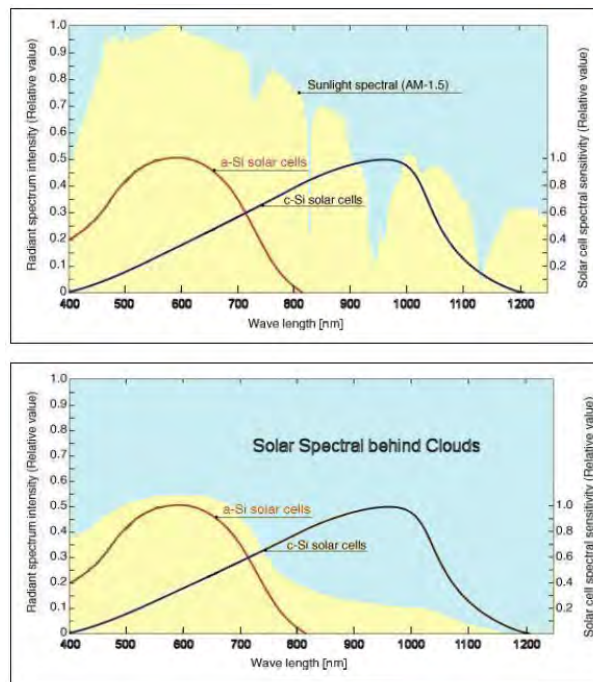 Radiant spectrum intensity (Relative value)
1.0
0.9
0.8
0.75
0.7
0.6
0.5
0.4
0.3
0.2
0.1
0
Sunlight spectral (AM-1.5)
a-Si solar cells
c-Si solar cells
1.0
0.8
0.6
0.4
0.2
Solar cell spectral sensitivity (Relative value)
400 500 600 700 800 900 1000 1100 1200
Wave length [nm]
Radiant spectrum intensity (Relative value)
1.0
0.9
0.8
0.75
0.7
0.6
0.5
0.4
0.3
0.2
0.1
0
Solar Spectral behind Clouds
a-Si solar cells
c-Si solar cells
1.0
0.8
0.6
0.4
0.2
Solar cell spectral sensitivity (Relative value)
400 500 600 700 800 900 1000 1100 1200
Wave length [nm]